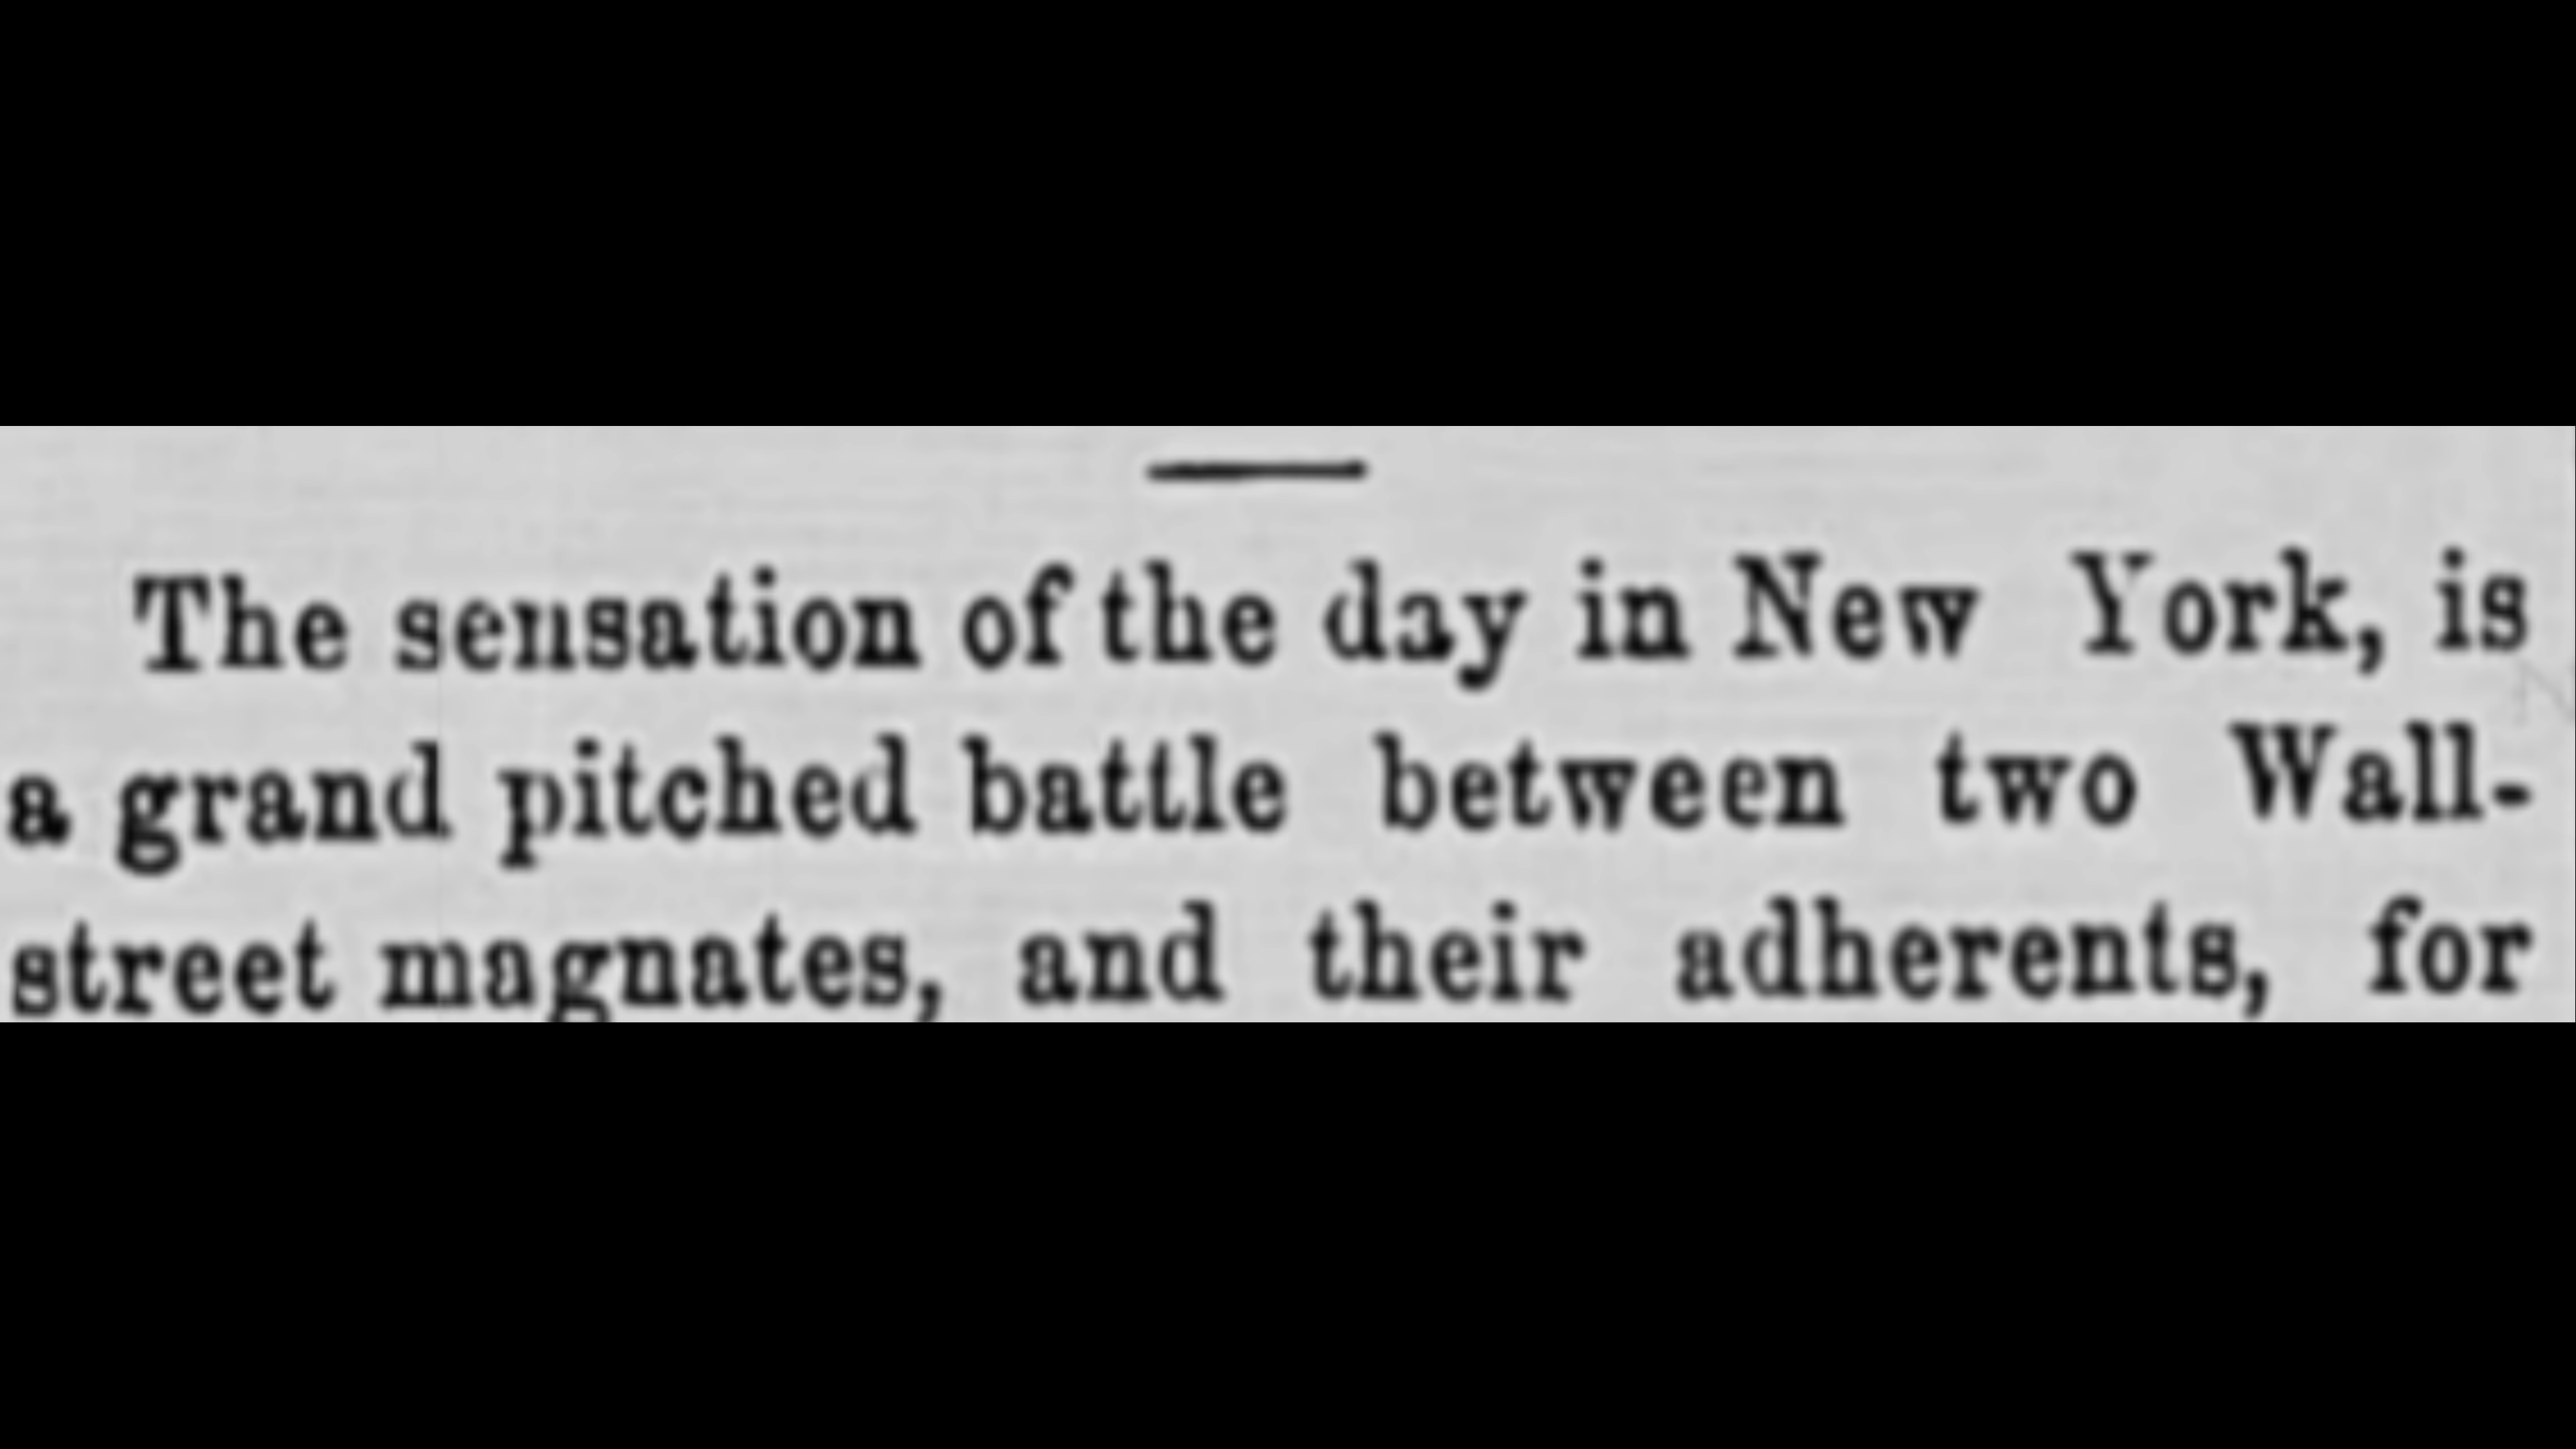 The sensation of the day in New York, is
a grand pitched battle between two Wall-
street magnates, and their adherents, for